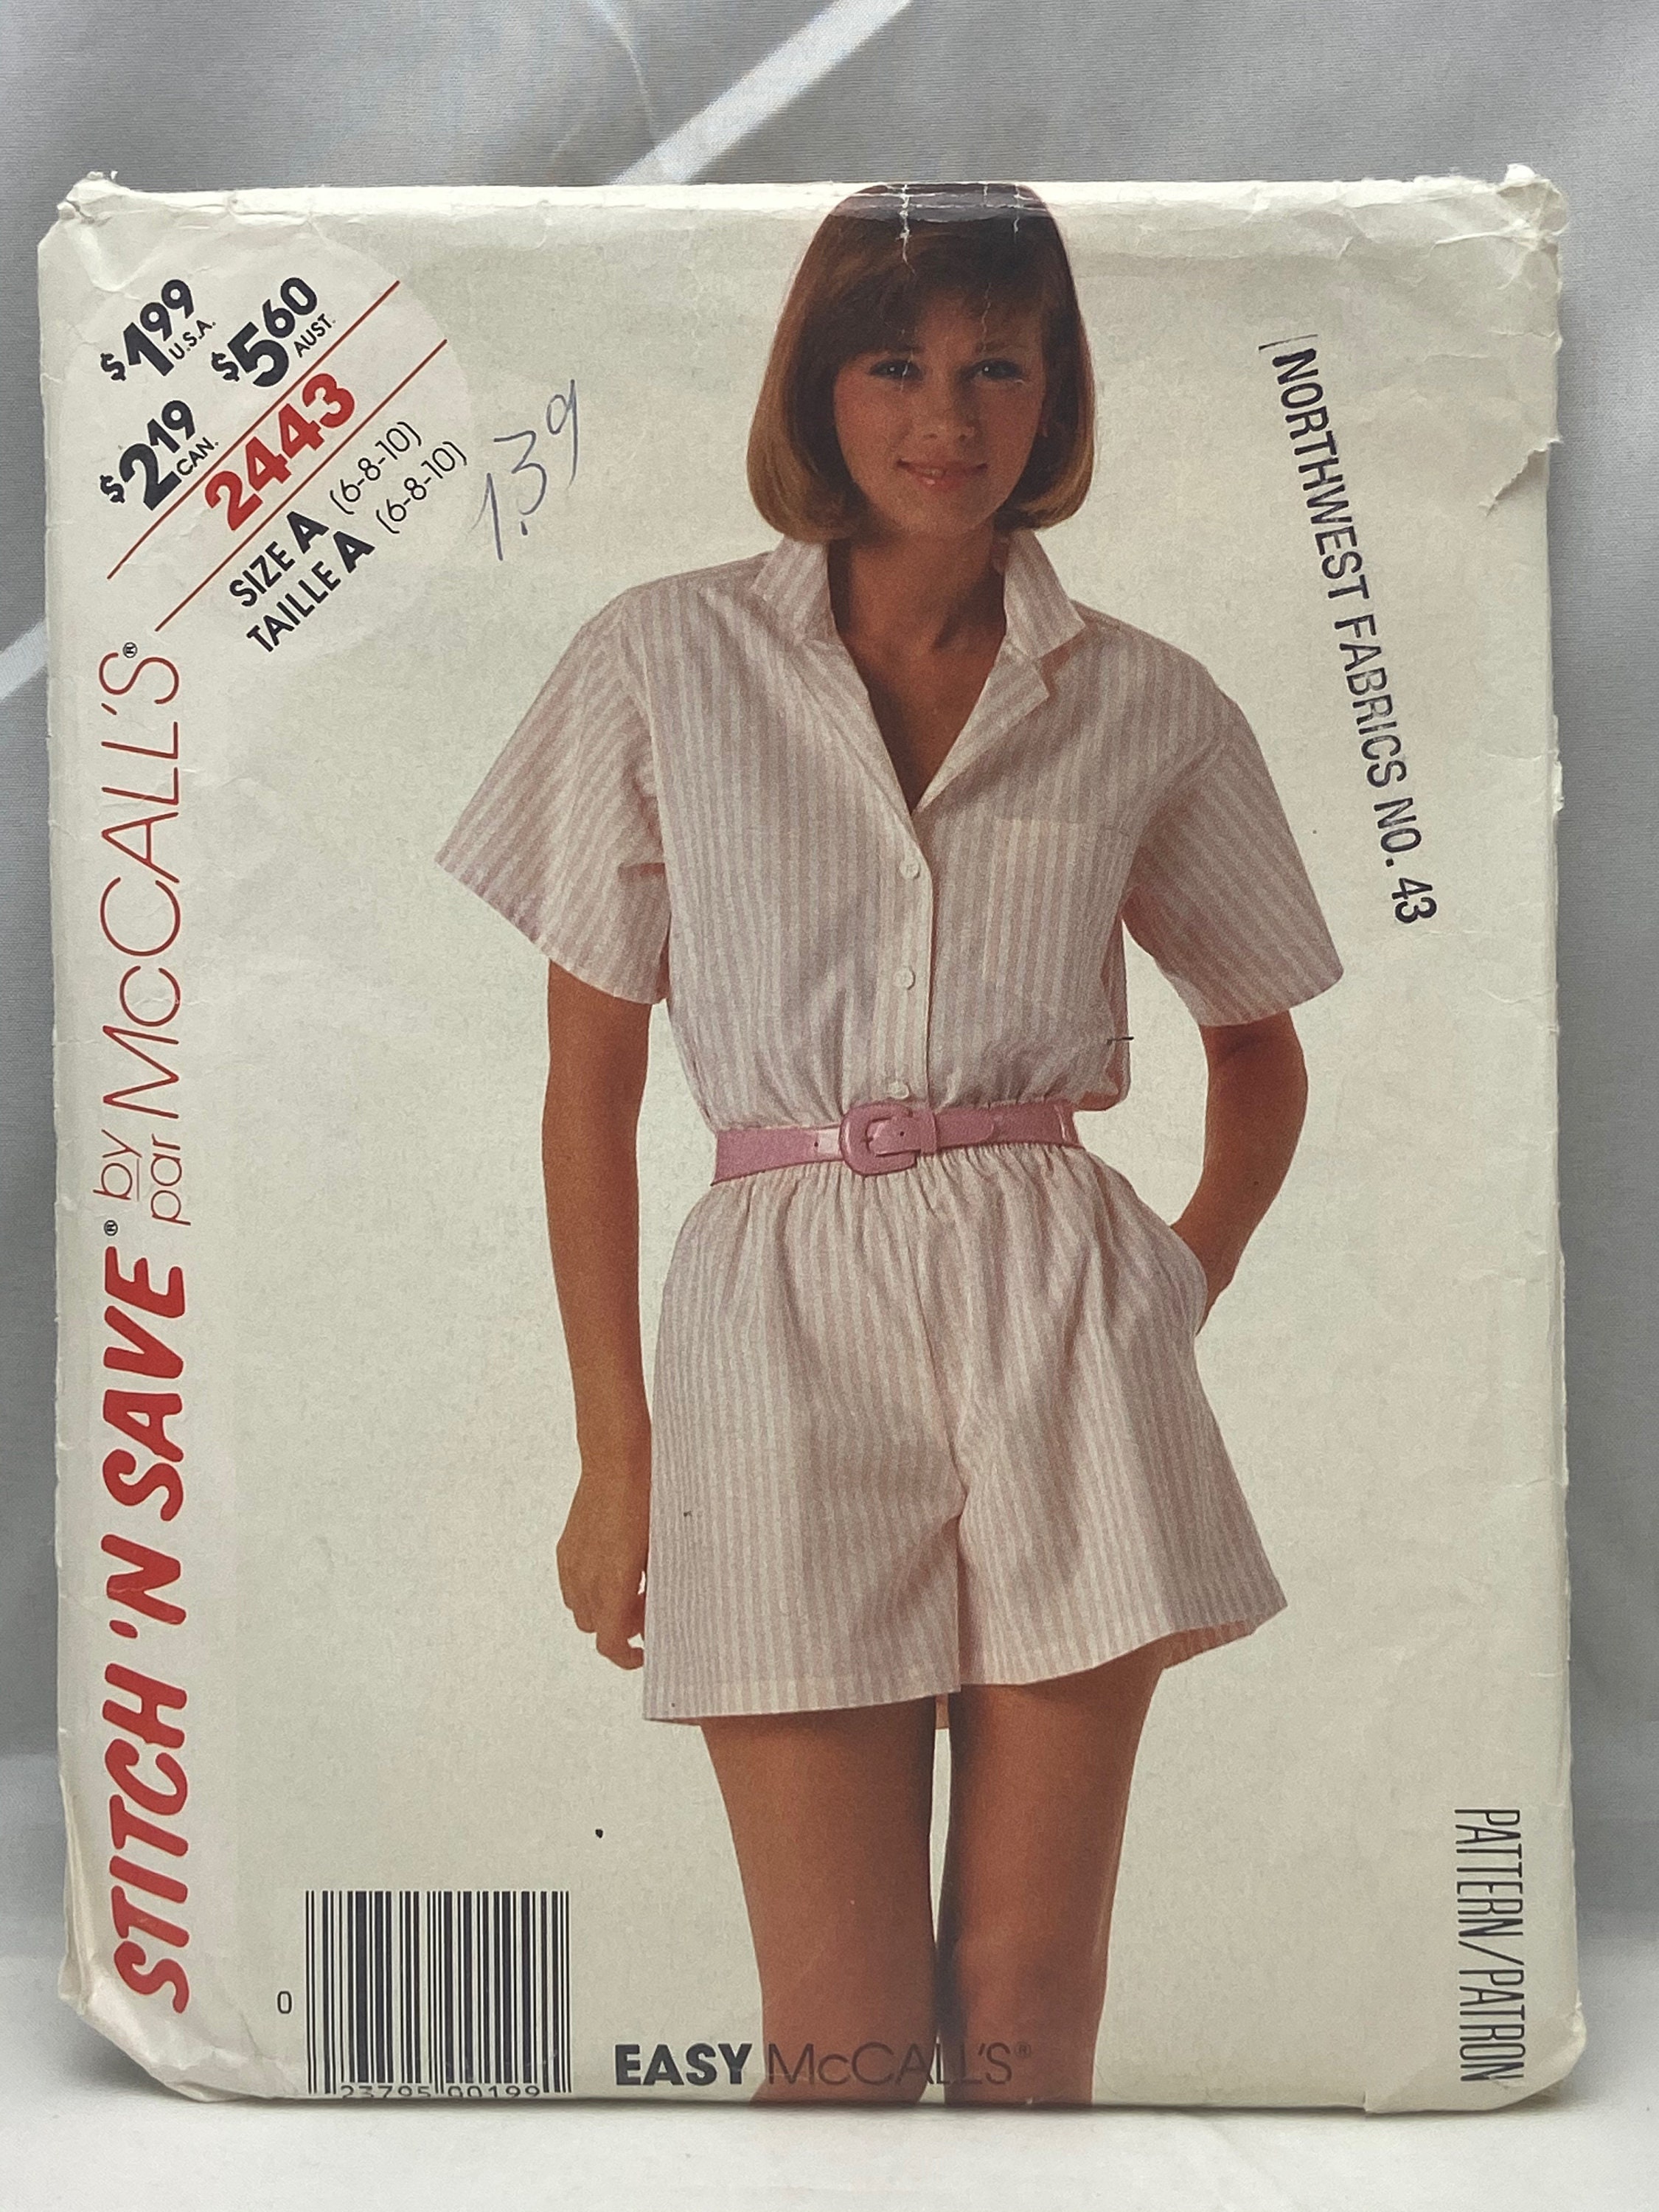 $1.99 U.S.A.
$5.60 AUST.
$2.19 CAN.
2443
SIZE A (6-8-10)
TAILLE A (6-8-10)
1.39
NORTHWEST FABRICS NO. 43
STITCH 'N SAVE® by McCALL'S®
par
0
23795 00199
EASY McCALL'S®
PATTERN/PATRON